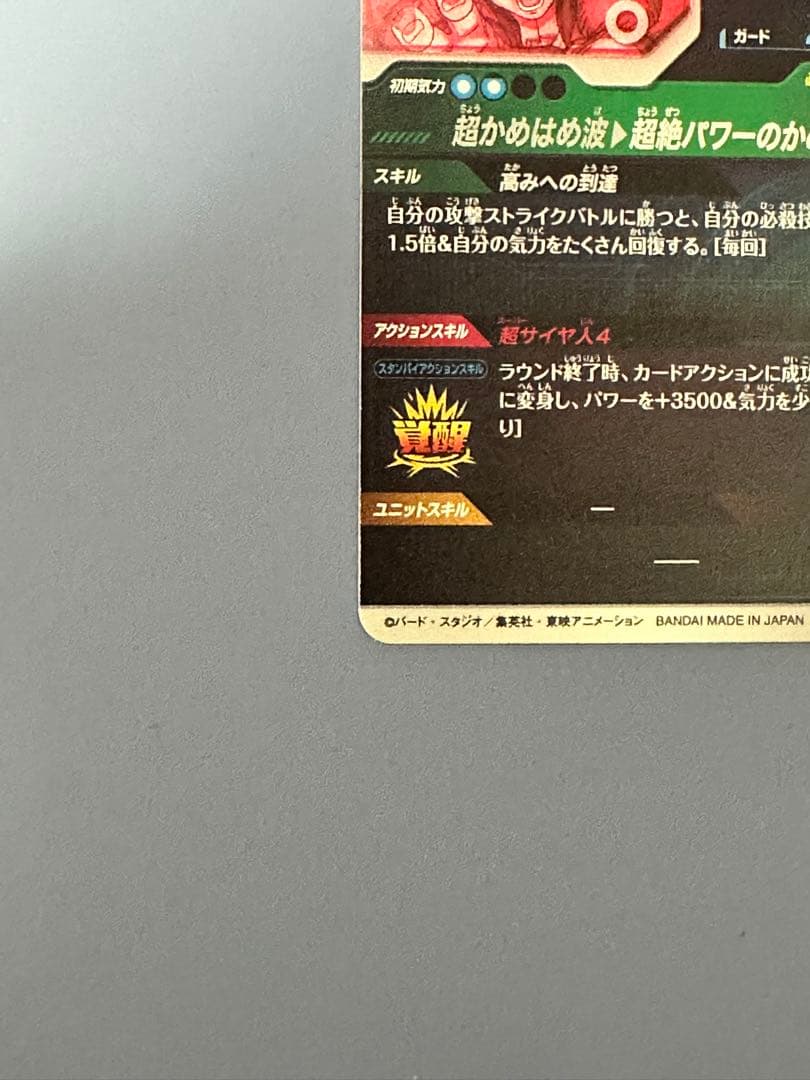 ガード
初期気力
超かめはめ波▶超絶パワーのかめ
スキル 高みへの到達
自分の攻撃ストライクバトルに勝つと、自分の必殺技
1.5倍&自分の気力をたくさん回復する。[毎回]
アクションスキル 超サイヤ人4
スタンバイアクションスキル
ラウンド終了時、カードアクションに成功
に変身し、パワーを+3500&気力を少
り]
覚醒
ユニットスキル
©バード・スタジオ／集英社・東映アニメーション BANDAI MADE IN JAPAN